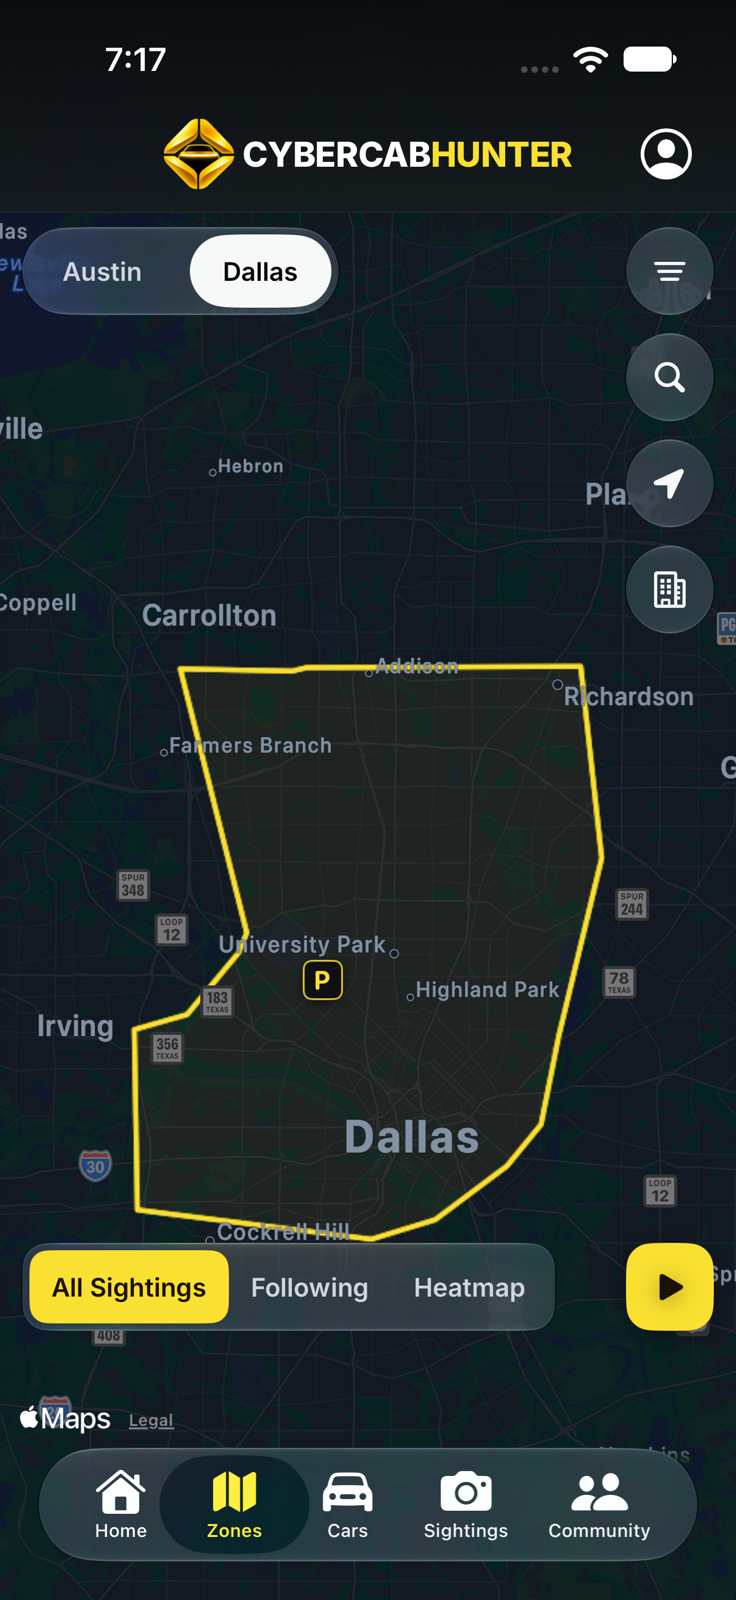 7:17
CYBERCABHUNTER
Austin
Dallas
Hebron
Coppell
Carrollton
Addison
Richardson
Farmers Branch
SPUR
348
LOOP
12
SPUR
244
University Park
P
Highland Park
183
TEXAS
78
TEXAS
Irving
356
TEXAS
Dallas
30
LOOP
12
Cockrell Hill
All Sightings
Following
Heatmap
408
Maps
Legal
Home
Zones
Cars
Sightings
Community